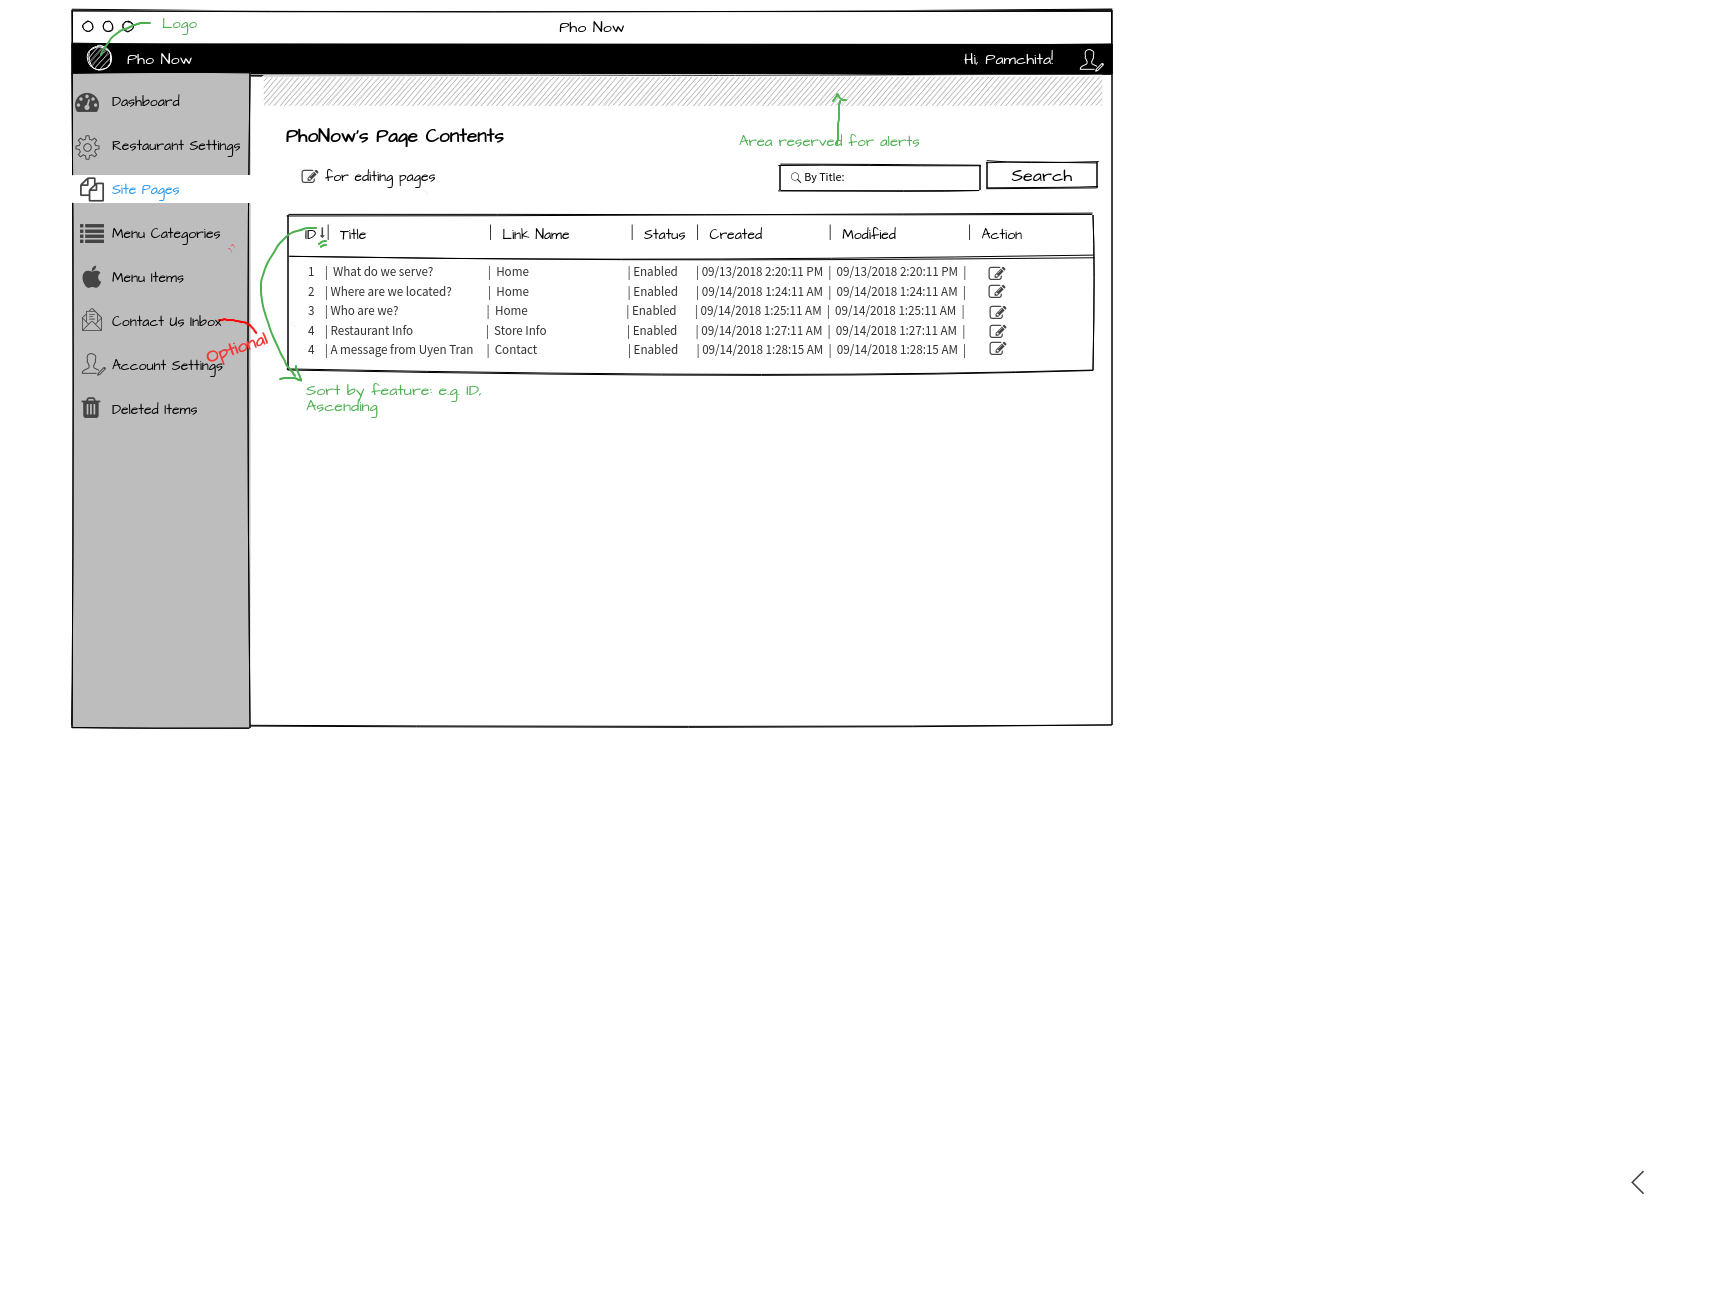 Logo
Pho Now
Pho Now
Hi, Pamchita!
Dashboard
Restaurant Settings
Site Pages
Menu Categories
Menu Items
Contact Us Inbox
Optional
Account Settings
Deleted Items
PhoNow's Page Contents
Area reserved for alerts
for editing pages
By Title:
Search
ID | Title | Link Name | Status | Created | Modified | Action
1 | What do we serve? | Home | Enabled | 09/13/2018 2:20:11 PM | 09/13/2018 2:20:11 PM |
2 | Where are we located? | Home | Enabled | 09/14/2018 1:24:11 AM | 09/14/2018 1:24:11 AM |
3 | Who are we? | Home | Enabled | 09/14/2018 1:25:11 AM | 09/14/2018 1:25:11 AM |
4 | Restaurant Info | Store Info | Enabled | 09/14/2018 1:27:11 AM | 09/14/2018 1:27:11 AM |
4 | A message from Uyen Tran | Contact | Enabled | 09/14/2018 1:28:15 AM | 09/14/2018 1:28:15 AM |
Sort by feature: e.g. ID,
Ascending